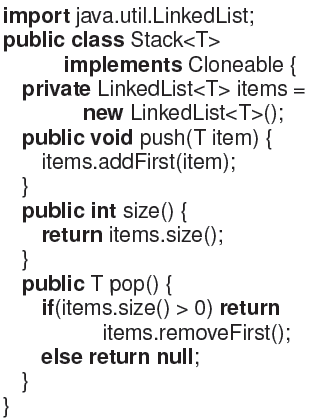 import java.util.LinkedList;
public class Stack<T>
implements Cloneable {
private LinkedList<T> items =
new LinkedList<T>();
public void push(T item) {
items.addFirst(item);
}
public int size() {
return items.size();
}
public T pop() {
if(items.size() > 0) return
items.removeFirst();
else return null;
}
}